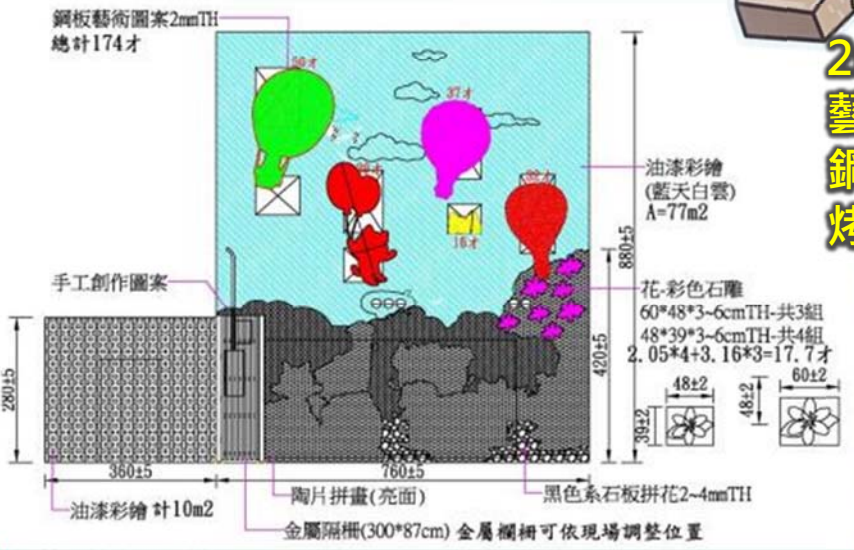 鋼板藝術圖案2mmTH
總計174才
37才
16才
油漆彩繪
(藍天白雲)
A=77m2
880±5
手工創作圖案
花-彩色石雕
60*48*3~6cmTH-共3組
48*39*3~6cmTH-共4組
2.05*4+3.16*3=17.7才
280±5
420±5
48±2
39±2
60±2
48±2
360±5
760±5
油漆彩繪 計10m2
陶片拼畫(亮面)
黑色系石板拼花2~4mmTH
金屬隔柵(300*87cm) 金屬欄柵可依現場調整位置
2
藝
鋼
烤